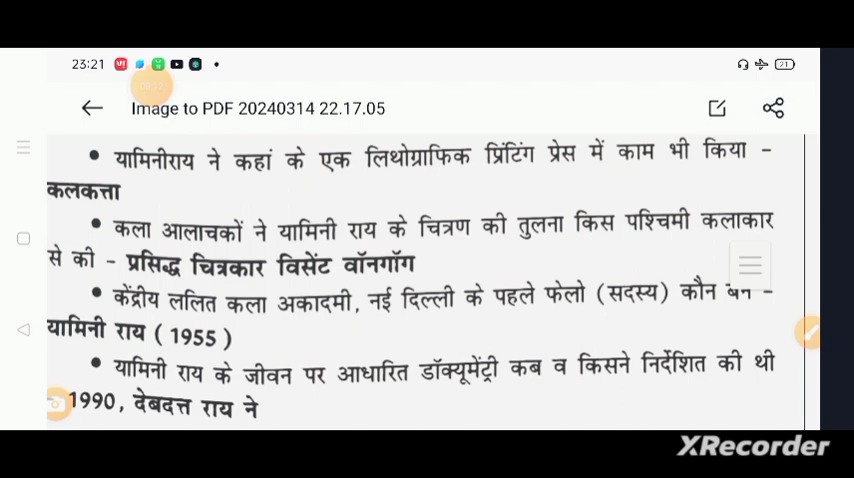 23:21
21
Image to PDF 20240314 22.17.05
• यामिनीराय ने कहां के एक लिथोग्राफिक प्रिंटिंग प्रेस में काम भी किया -
कलकत्ता
• कला आलाचकों ने यामिनी राय के चित्रण की तुलना किस पश्चिमी कलाकार
से की - प्रसिद्ध चित्रकार विसेंट वॉनगॉग
• केंद्रीय ललित कला अकादमी, नई दिल्ली के पहले फेलो (सदस्य) कौन बने -
यामिनी राय ( 1955 )
• यामिनी राय के जीवन पर आधारित डॉक्यूमेंट्री कब व किसने निर्देशित की थी
1990, देबदत्त राय ने
XRecorder